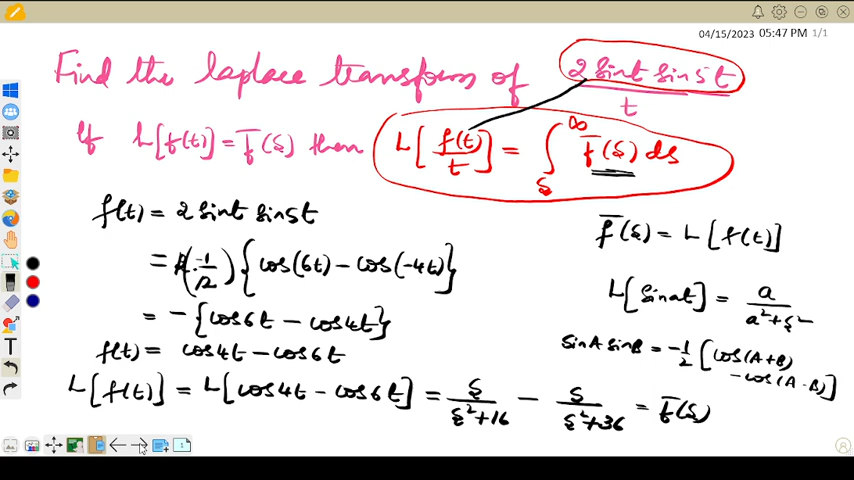 04/15/2023 05:47 PM 1/1
Find the laplace transform of 2 sint sin5t / t
If L[f(t)] = f̅(s) then L[f(t)/t] = ∫_s^∞ f̅(s) ds
f(t) = 2 sint sin5t
= 2(-1/2) {cos(6t) - cos(-4t)}
= - {cos6t - cos4t}
f(t) = cos4t - cos6t
L[f(t)] = L[cos4t - cos6t] = s/(s²+16) - s/(s²+36) = f̅(s)
f̅(s) = L[f(t)]
L[sinat] = a/(a²+s²)
sinA sinB = -1/2 [cos(A+B)
- cos(A-B)]